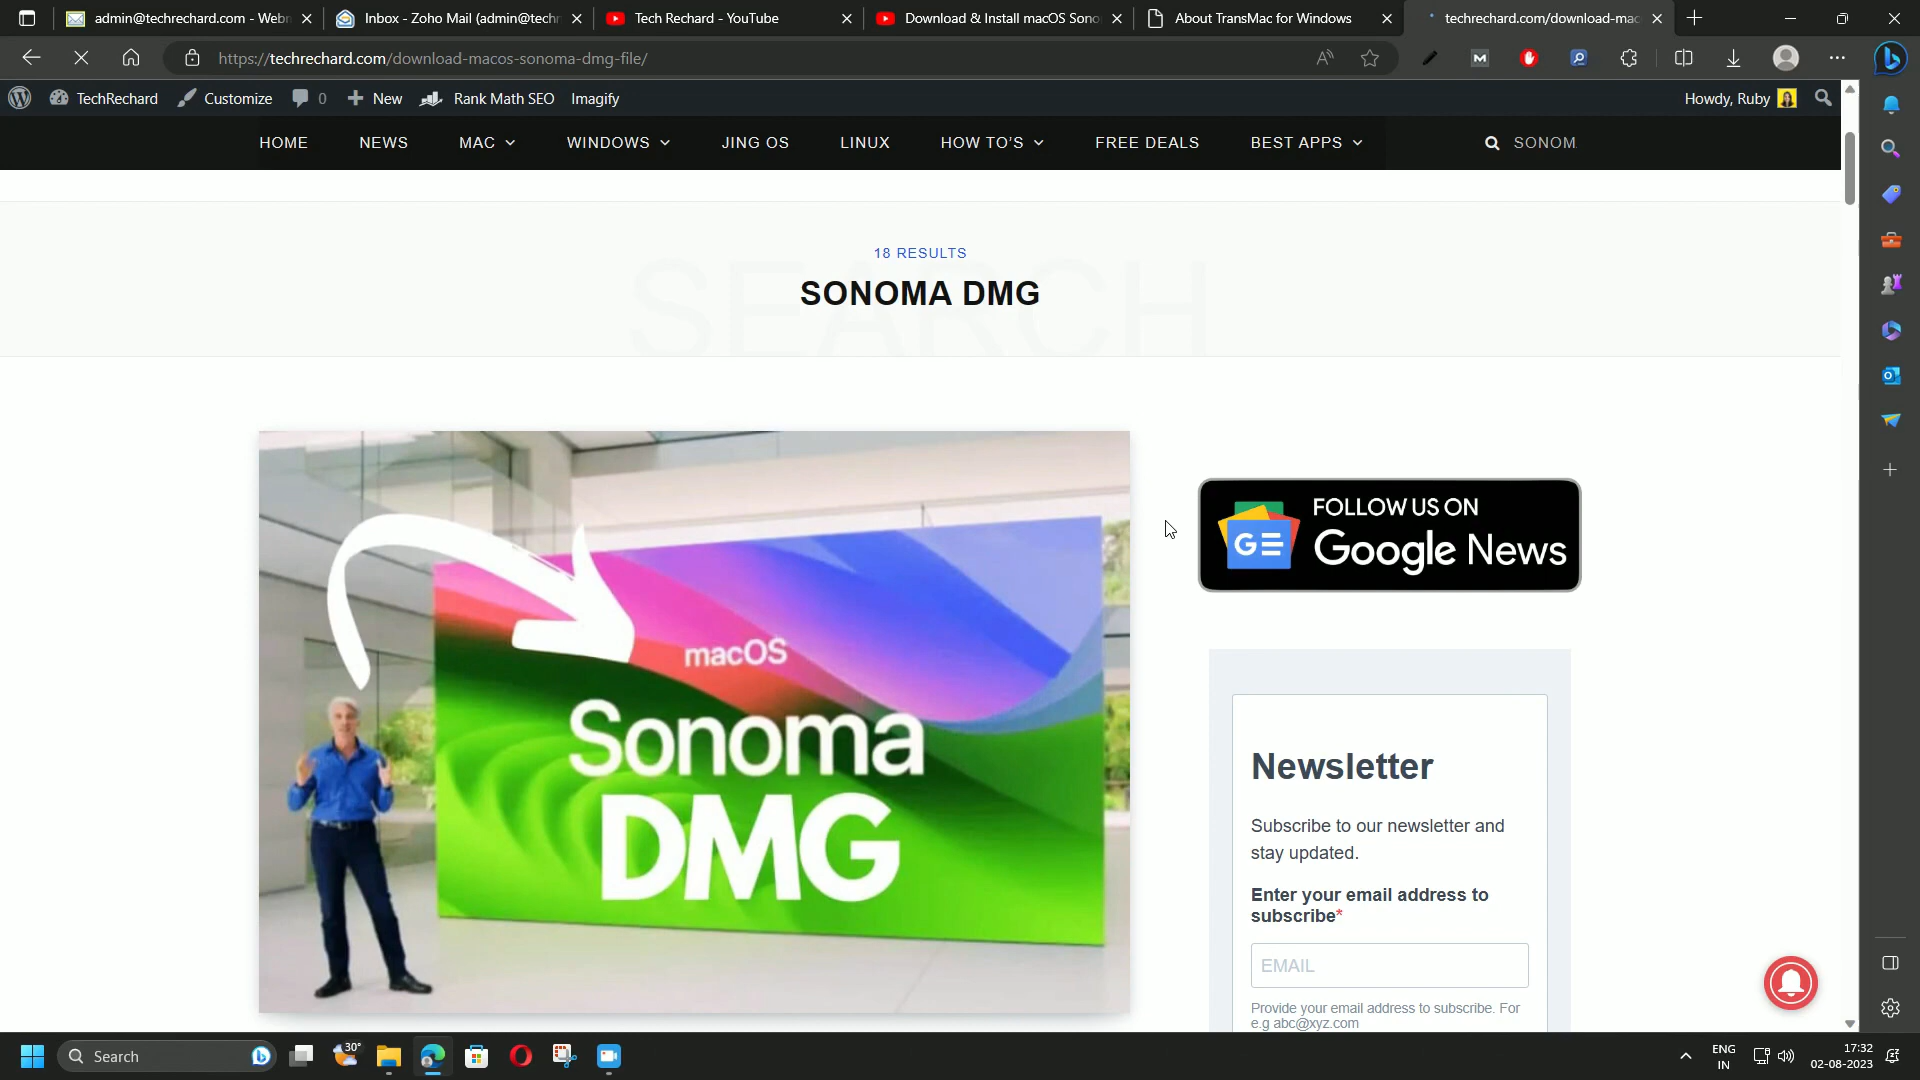 admin@techrechard.com - Webm
Inbox - Zoho Mail (admin@techr
Tech Rechard - YouTube
Download & Install macOS Sono
About TransMac for Windows
techrechard.com/download-mac
https://techrechard.com/download-macos-sonoma-dmg-file/
TechRechard
Customize
0
New
Rank Math SEO
Imagify
Howdy, Ruby
HOME
NEWS
MAC
WINDOWS
JING OS
LINUX
HOW TO'S
FREE DEALS
BEST APPS
SONOM
SEARCH
18 RESULTS
SONOMA DMG
macOS
Sonoma
DMG
FOLLOW US ON
GE Google News
Newsletter
Subscribe to our newsletter and
stay updated.
Enter your email address to
subscribe*
EMAIL
Provide your email address to subscribe. For
e.g abc@xyz.com
Search
30°
ENG
IN
17:32
02-08-2023